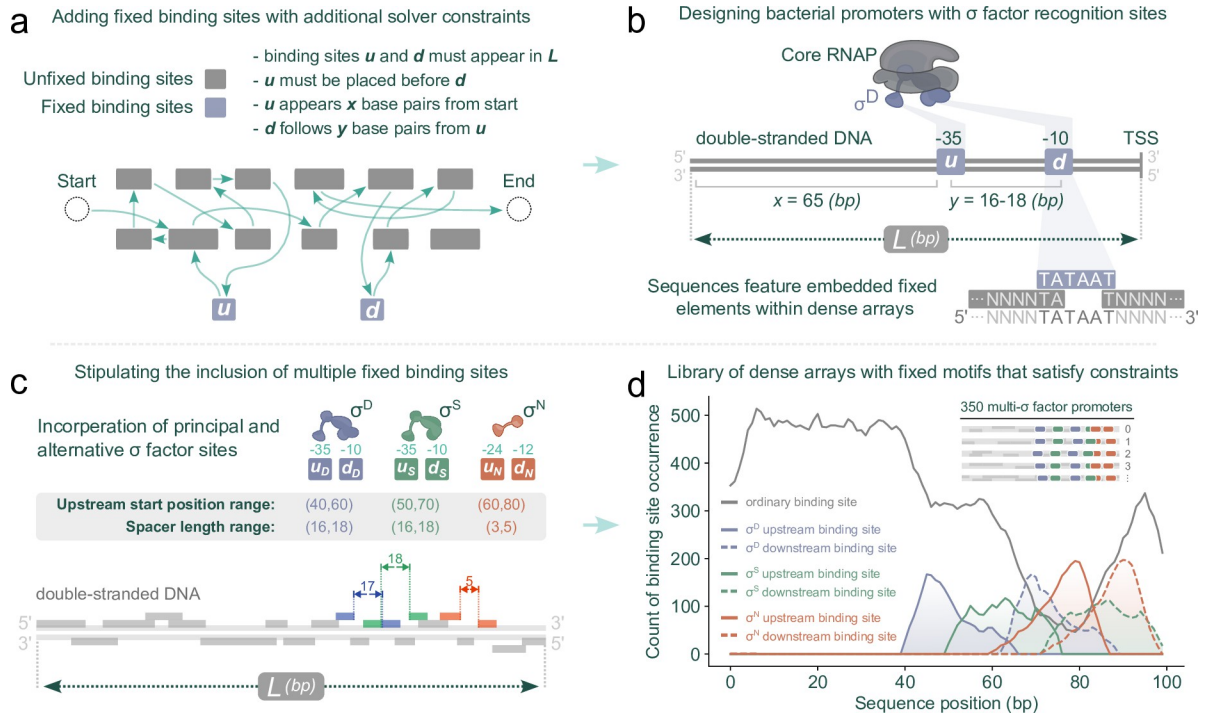 a
Adding fixed binding sites with additional solver constraints
Unfixed binding sites
Fixed binding sites
- binding sites u and d must appear in L
- u must be placed before d
- u appears x base pairs from start
- d follows y base pairs from u
Start
End
u
d
b
Designing bacterial promoters with σ factor recognition sites
Core RNAP
σD
double-stranded DNA
-35
-10
TSS
5'
3'
u
d
3'
5'
x = 65 (bp)
y = 16-18 (bp)
L (bp)
Sequences feature embedded fixed
elements within dense arrays
TATAAT
···NNNNTA
TNNNN···
5'···NNNNTATAATNNNN···3'
c
Stipulating the inclusion of multiple fixed binding sites
Incorperation of principal and
alternative σ factor sites
σD
σS
σN
-35 -10
-35 -10
-24 -12
uD dD
uS dS
uN dN
Upstream start position range: (40,60) (50,70) (60,80)
Spacer length range: (16,18) (16,18) (3,5)
double-stranded DNA
17
18
5
5'
3'
3'
5'
L (bp)
d
Library of dense arrays with fixed motifs that satisfy constraints
Count of binding site occurrence
500
400
300
200
100
0
350 multi-σ factor promoters
0
1
2
3
⋮
ordinary binding site
σD upstream binding site
σD downstream binding site
σS upstream binding site
σS downstream binding site
σN upstream binding site
σN downstream binding site
0 20 40 60 80 100
Sequence position (bp)